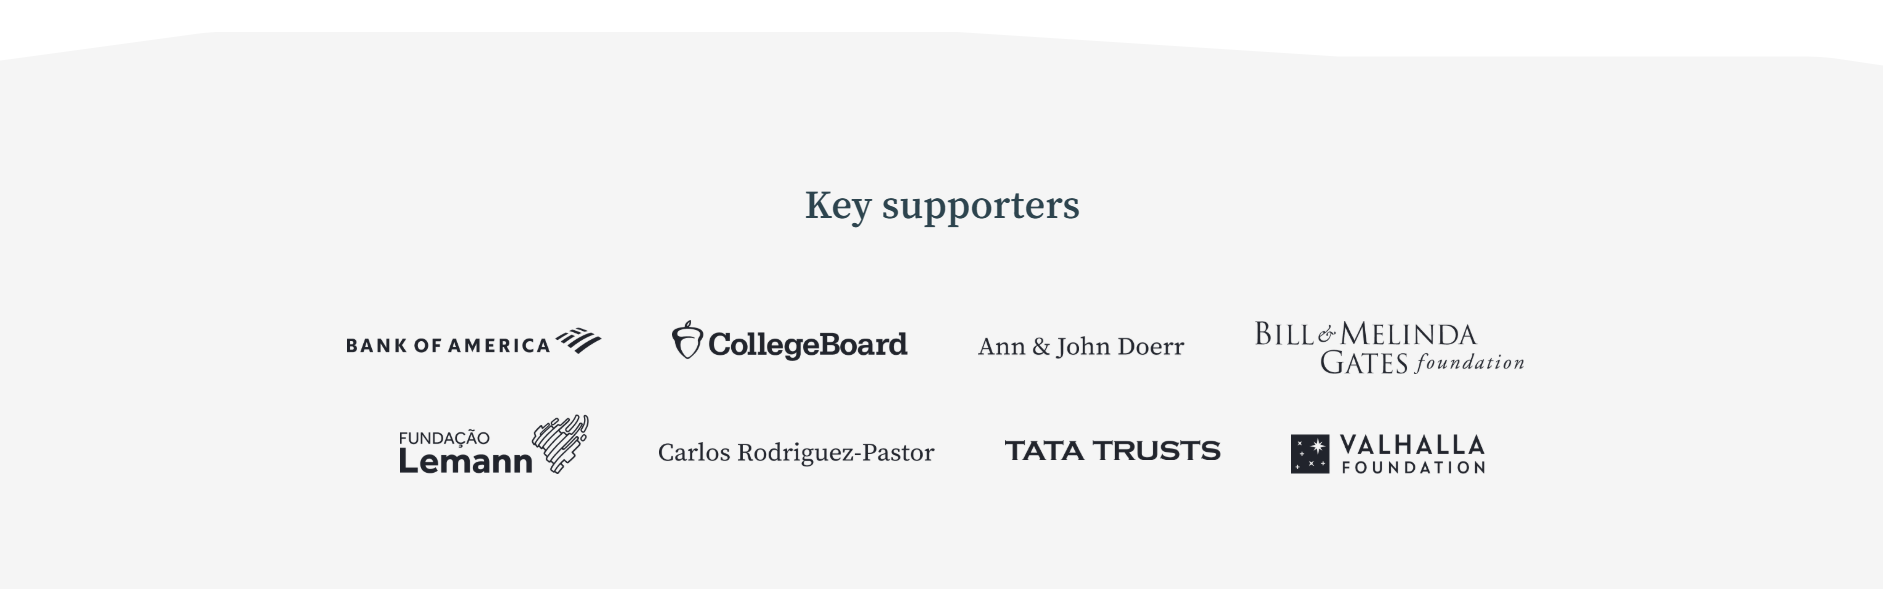 Key supporters
BANK OF AMERICA
CollegeBoard
Ann & John Doerr
BILL & MELINDA
GATES foundation
FUNDAÇÃO
Lemann
Carlos Rodriguez-Pastor
TATA TRUSTS
VALHALLA
FOUNDATION